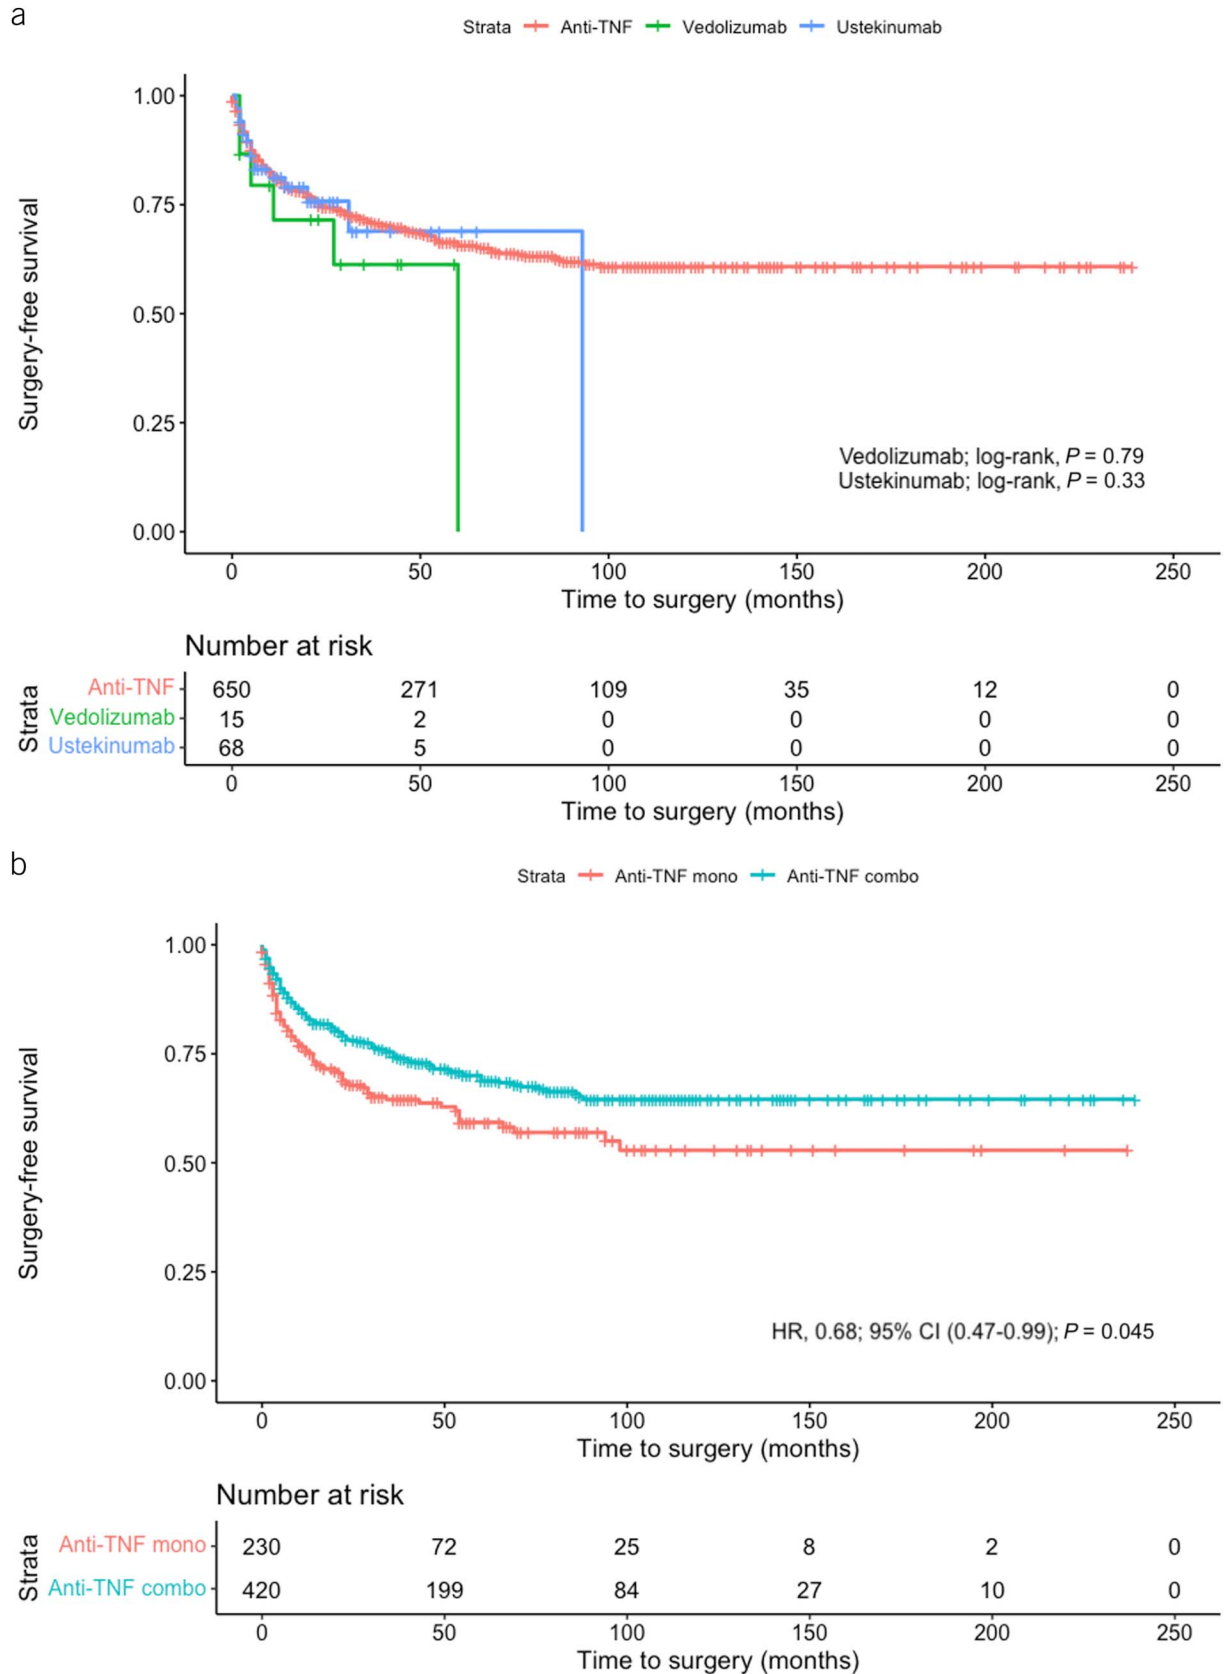 a
Strata Anti-TNF Vedolizumab Ustekinumab
1.00
0.75
0.50
0.25
0.00
Surgery-free survival
Vedolizumab; log-rank, P = 0.79
Ustekinumab; log-rank, P = 0.33
0 50 100 150 200 250
Time to surgery (months)
Number at risk
Strata
Anti-TNF 650 271 109 35 12 0
Vedolizumab 15 2 0 0 0 0
Ustekinumab 68 5 0 0 0 0
0 50 100 150 200 250
Time to surgery (months)
b
Strata Anti-TNF mono Anti-TNF combo
1.00
0.75
0.50
0.25
0.00
Surgery-free survival
HR, 0.68; 95% CI (0.47-0.99); P = 0.045
0 50 100 150 200 250
Time to surgery (months)
Number at risk
Strata
Anti-TNF mono 230 72 25 8 2 0
Anti-TNF combo 420 199 84 27 10 0
0 50 100 150 200 250
Time to surgery (months)